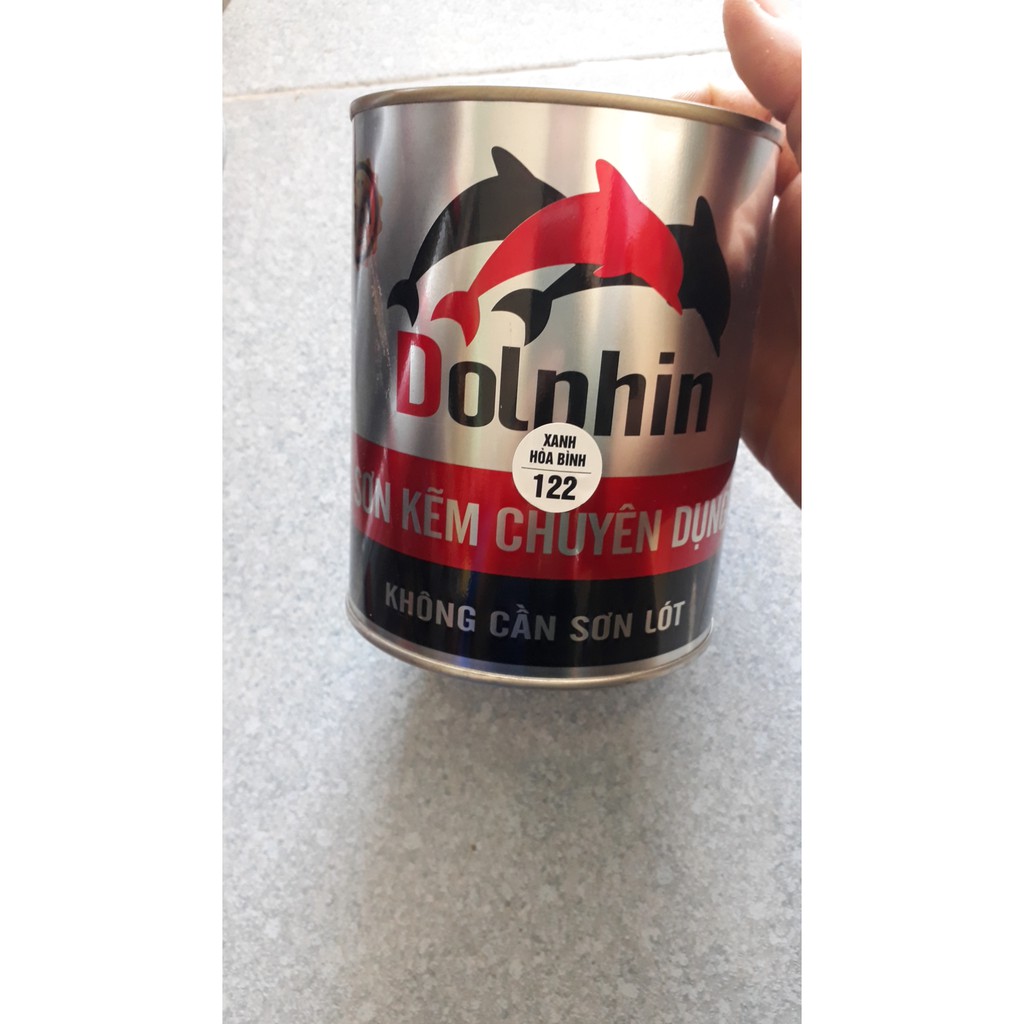 Dolphin
XANH
HÒA BÌNH
122
SƠN KẼM CHUYÊN DỤNG
KHÔNG CẦN SƠN LÓT